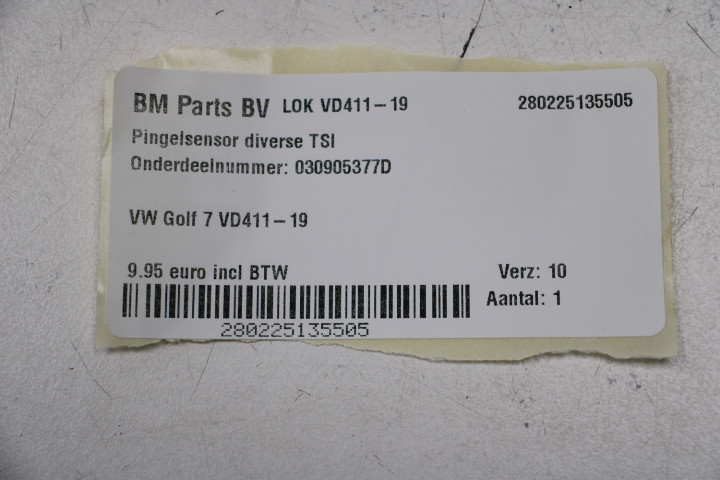 BM Parts BV LOK VD411-19 280225135505
Pingelsensor diverse TSI
Onderdeelnummer: 030905377D
VW Golf 7 VD411-19
9.95 euro incl BTW Verz: 10
Aantal: 1
280225135505